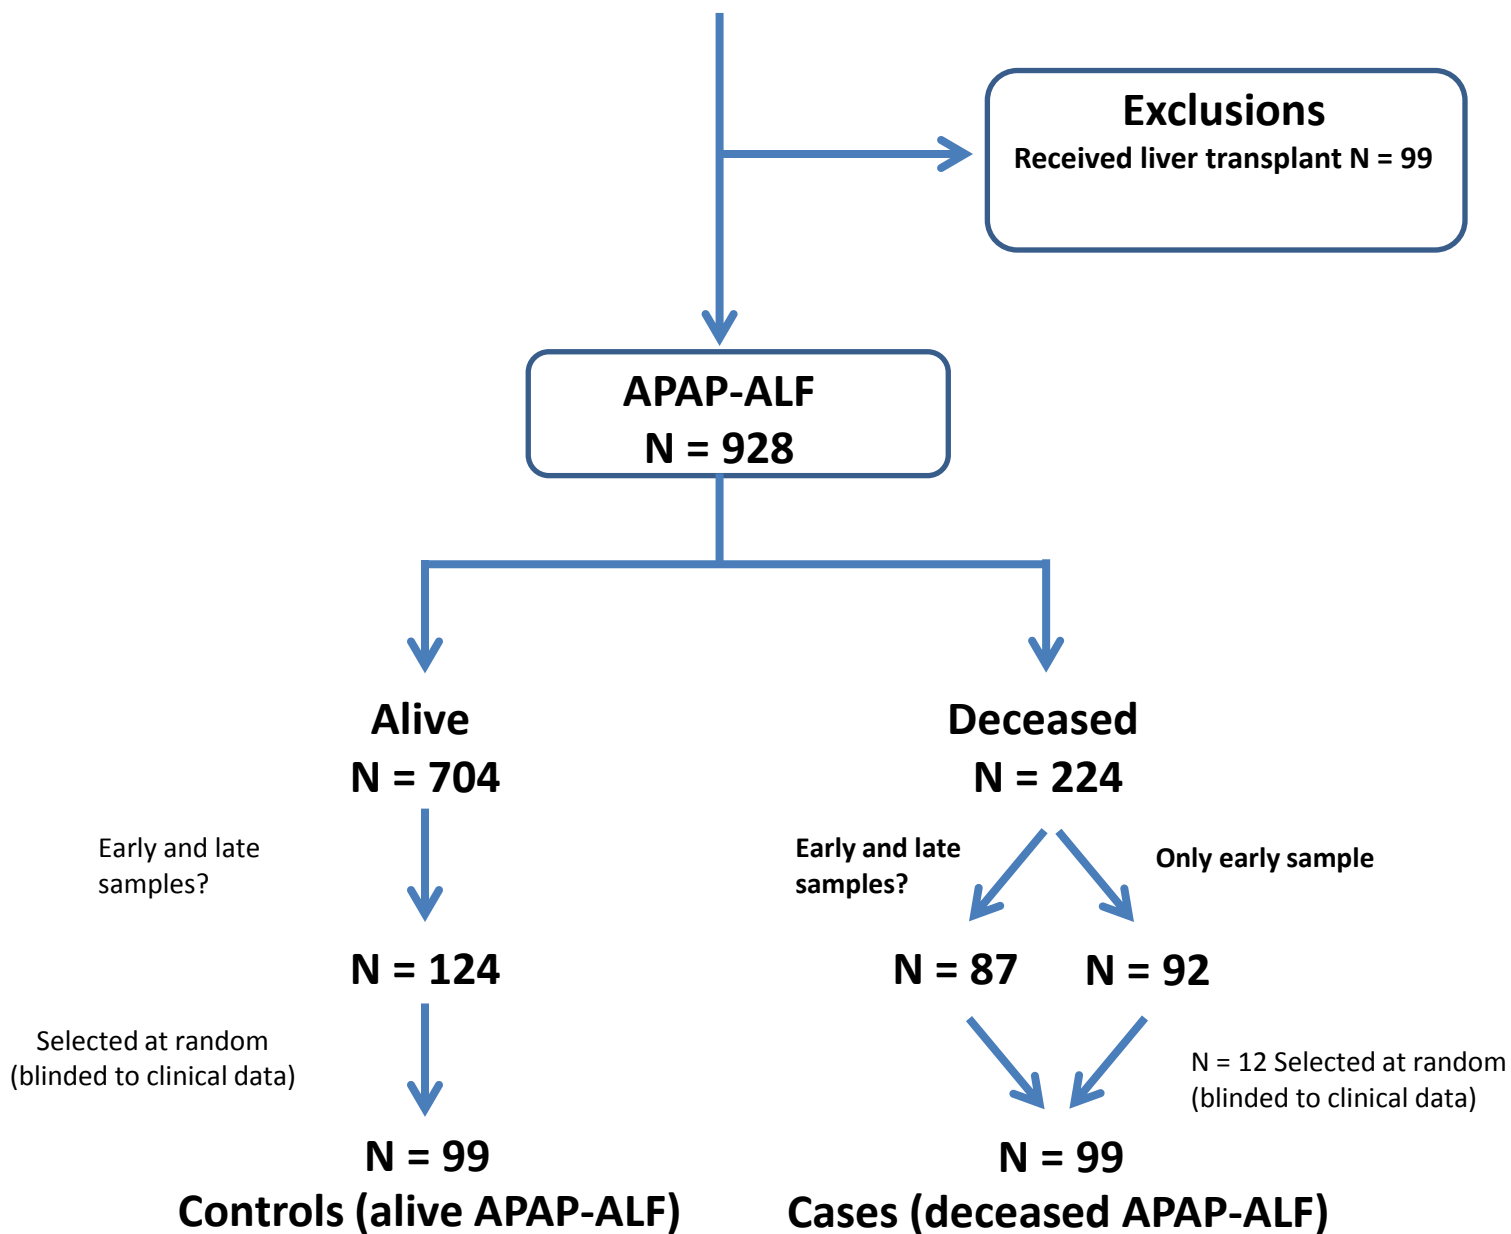 Exclusions
Received liver transplant N = 99
APAP-ALF
N = 928
Alive
N = 704
Deceased
N = 224
Early and late
samples?
Early and late
samples?
Only early sample
N = 124
N = 87
N = 92
Selected at random
(blinded to clinical data)
N = 12 Selected at random
(blinded to clinical data)
N = 99
Controls (alive APAP-ALF)
N = 99
Cases (deceased APAP-ALF)